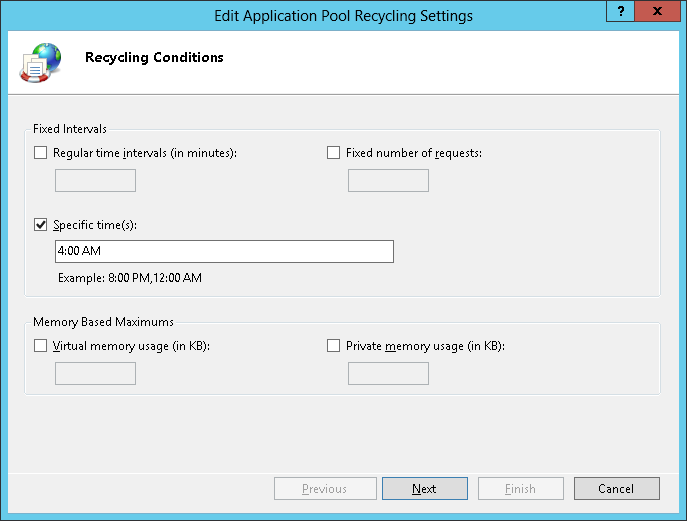 Edit Application Pool Recycling Settings
? x
Recycling Conditions
Fixed Intervals
Regular time intervals (in minutes): Fixed number of requests:
Specific time(s):
4:00 AM
Example: 8:00 PM,12:00 AM
Memory Based Maximums
Virtual memory usage (in KB): Private memory usage (in KB):
Previous Next Finish Cancel